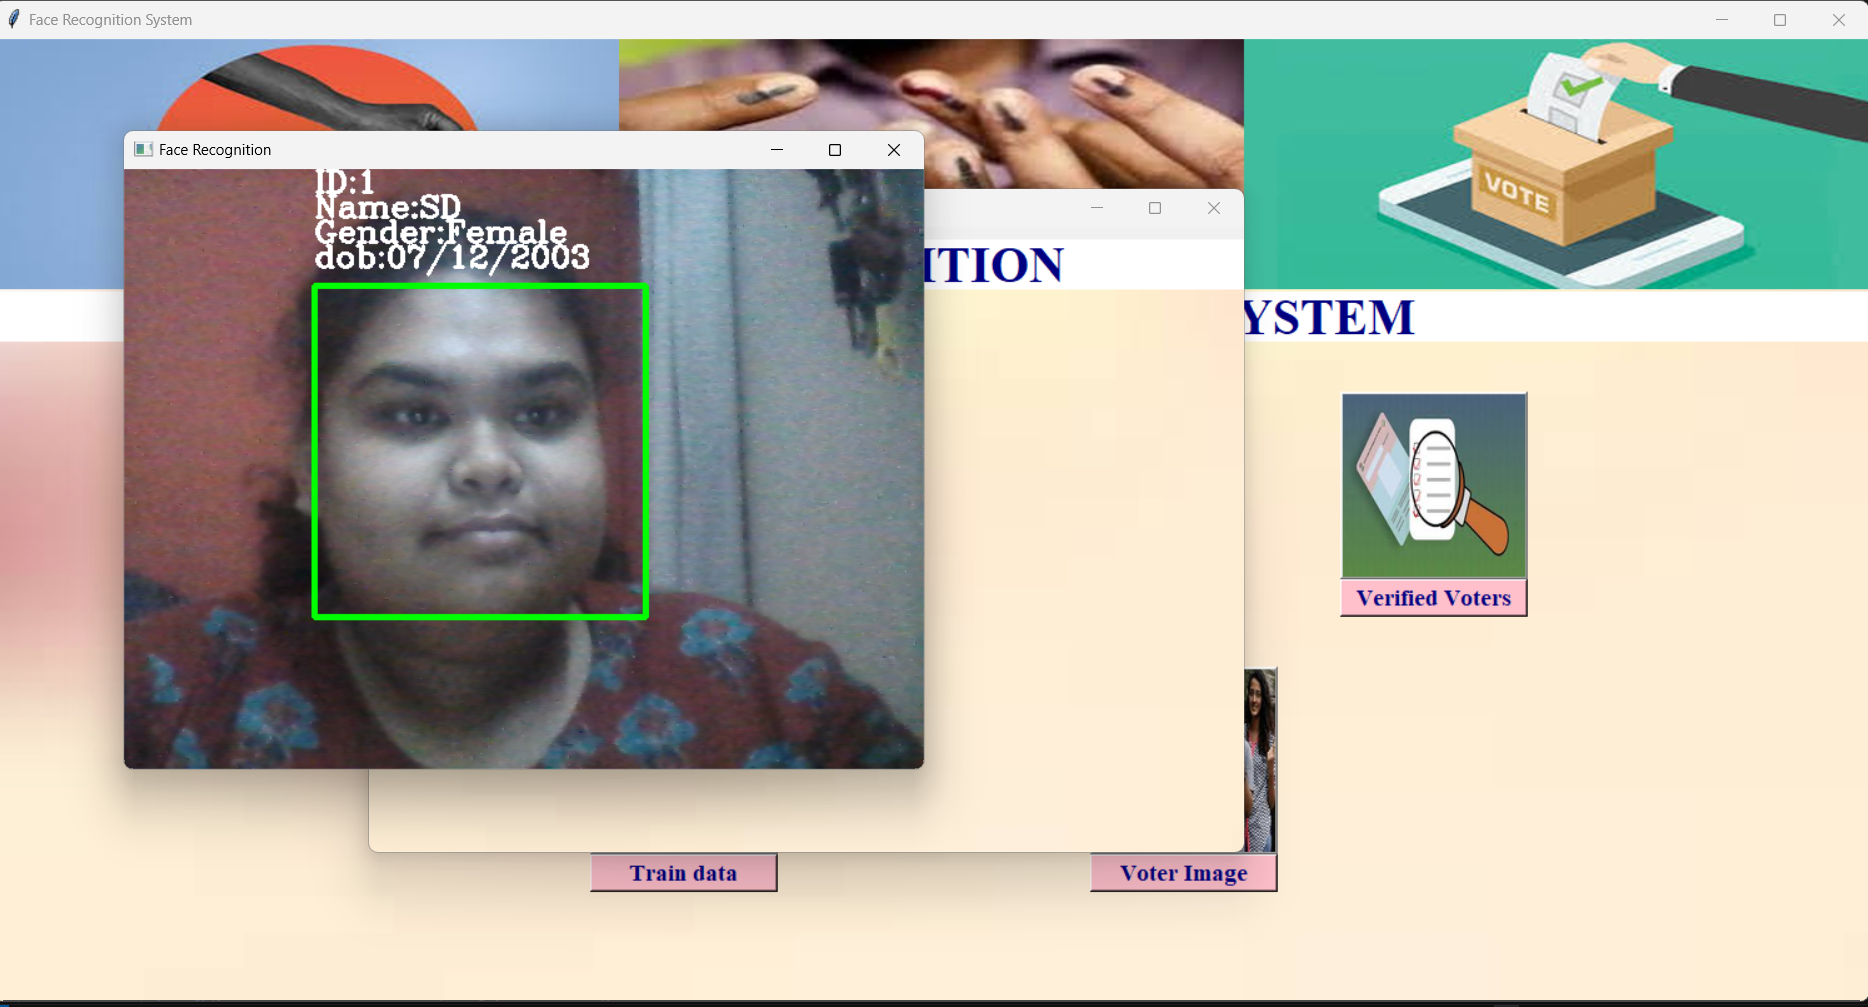 Face Recognition System
VOTE
Face Recognition
ID:1
Name:SD
Gender:Female
dob:07/12/2003
ITION
YSTEM
Verified Voters
Train data
Voter Image